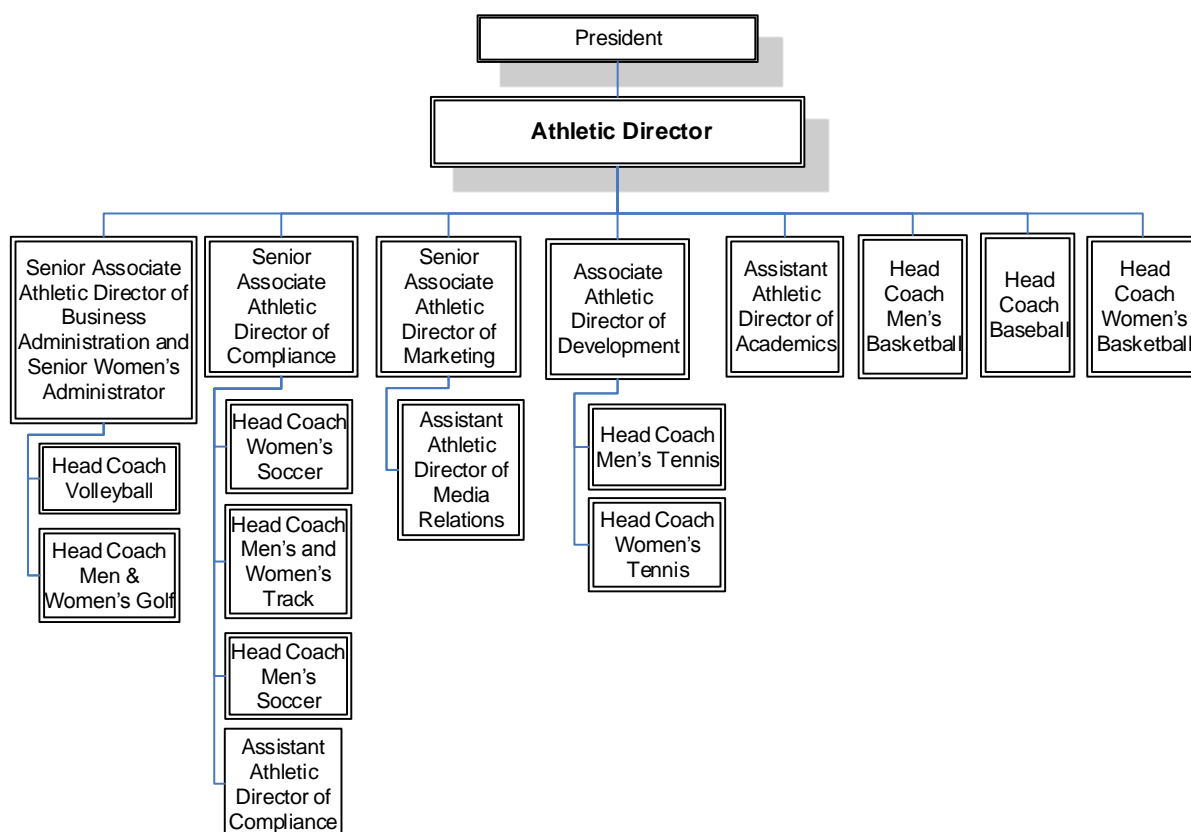 President
Athletic Director
Senior Associate
Athletic Director of
Business
Administration and
Senior Women's
Administrator
Senior
Associate
Athletic
Director of
Compliance
Senior
Associate
Athletic
Director of
Marketing
Associate
Athletic
Director of
Development
Assistant
Athletic
Director of
Academics
Head
Coach
Men's
Basketball
Head
Coach
Baseball
Head
Coach
Women's
Basketball
Head Coach
Volleyball
Head Coach
Men &
Women's Golf
Head Coach
Women's
Soccer
Head Coach
Men's and
Women's
Track
Head Coach
Men's
Soccer
Assistant
Athletic
Director of
Compliance
Assistant
Athletic
Director of
Media
Relations
Head Coach
Men's Tennis
Head Coach
Women's
Tennis